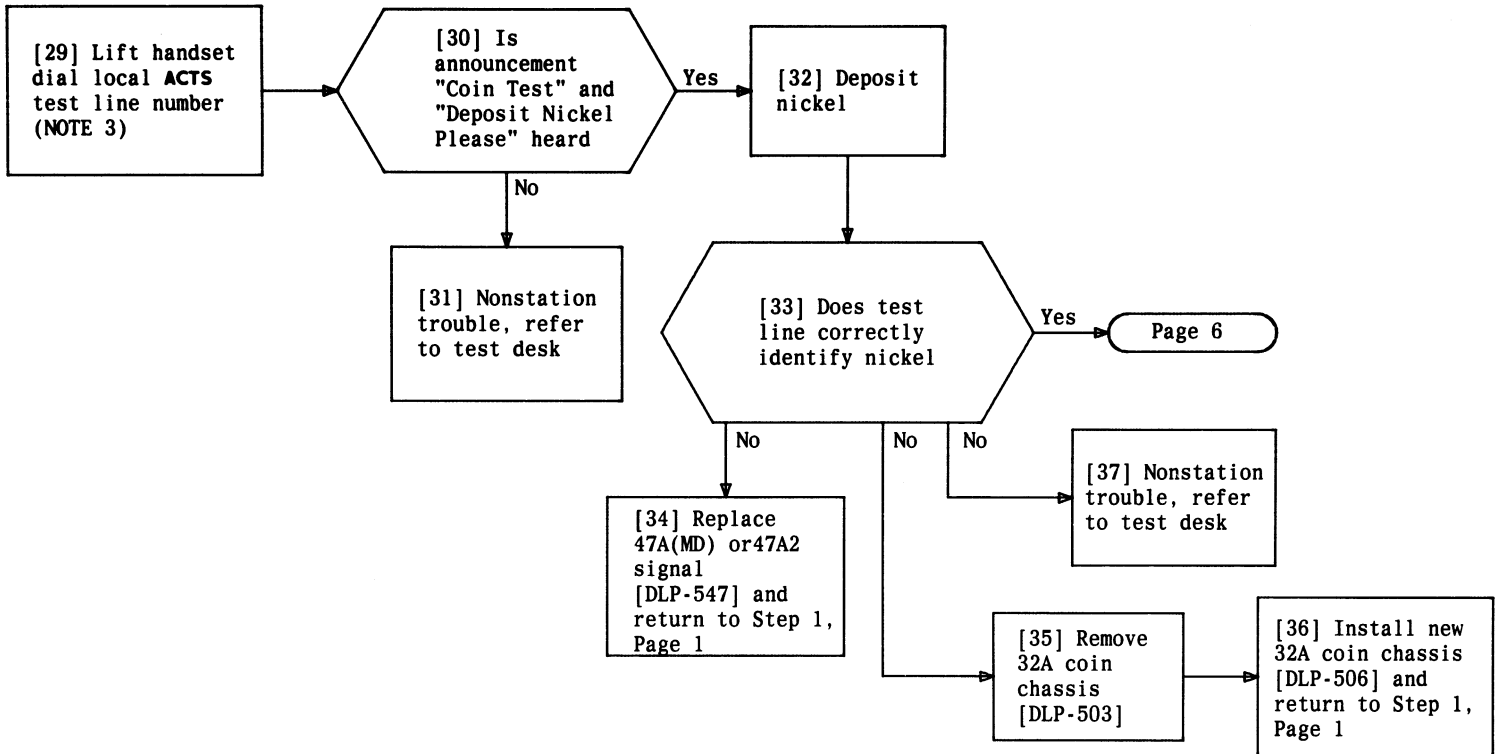 [29] Lift handset
dial local ACTS
test line number
(NOTE 3)
[30] Is
announcement
"Coin Test" and
"Deposit Nickel
Please" heard
Yes
[32] Deposit
nickel
No
[31] Nonstation
trouble, refer
to test desk
[33] Does test
line correctly
identify nickel
Yes
Page 6
No
No
No
[34] Replace
47A(MD) or47A2
signal
[DLP-547] and
return to Step 1,
Page 1
[37] Nonstation
trouble, refer
to test desk
[35] Remove
32A coin
chassis
[DLP-503]
[36] Install new
32A coin chassis
[DLP-506] and
return to Step 1,
Page 1